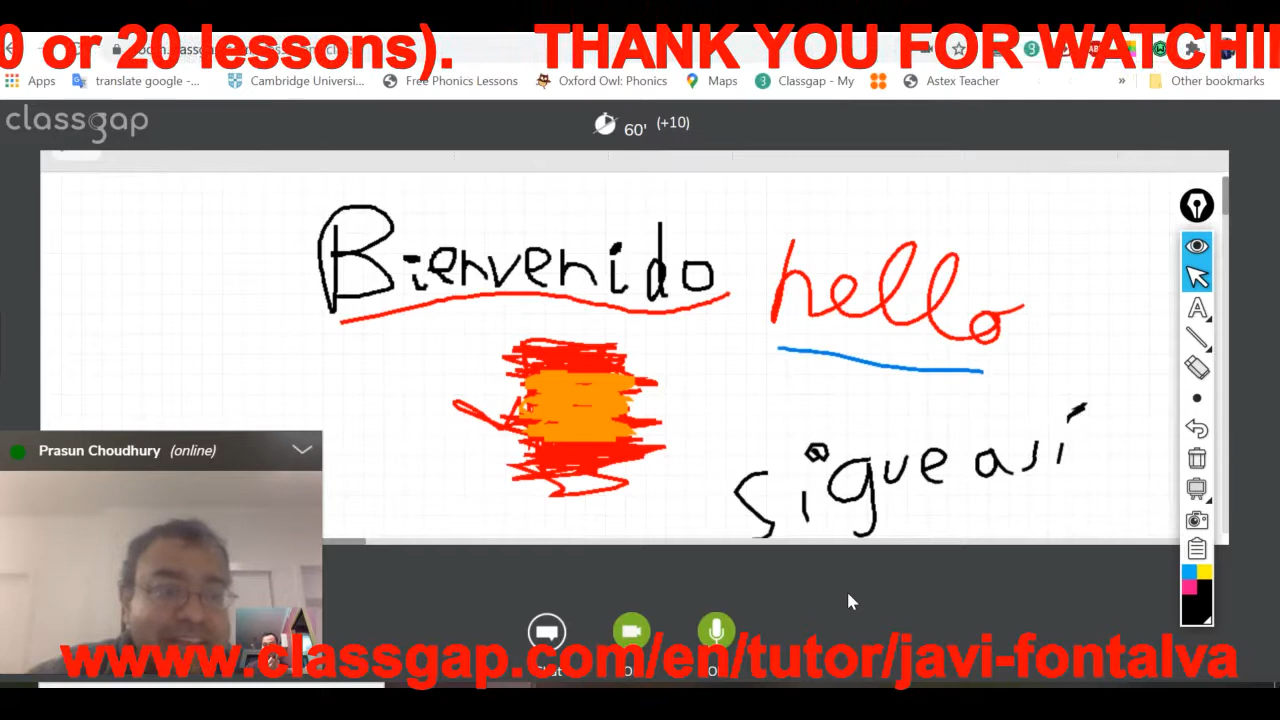 0 or 20 lessons). THANK YOU FOR WATCHI
Apps translate google -... Cambridge Universi... Free Phonics Lessons Oxford Owl: Phonics Maps Classgap - My Astex Teacher » Other bookmarks
classgap 60' (+10)
Bienvenido hello
sigue así
Prasun Choudhury (online)
www.classgap.com/en/tutor/javi-fontalva